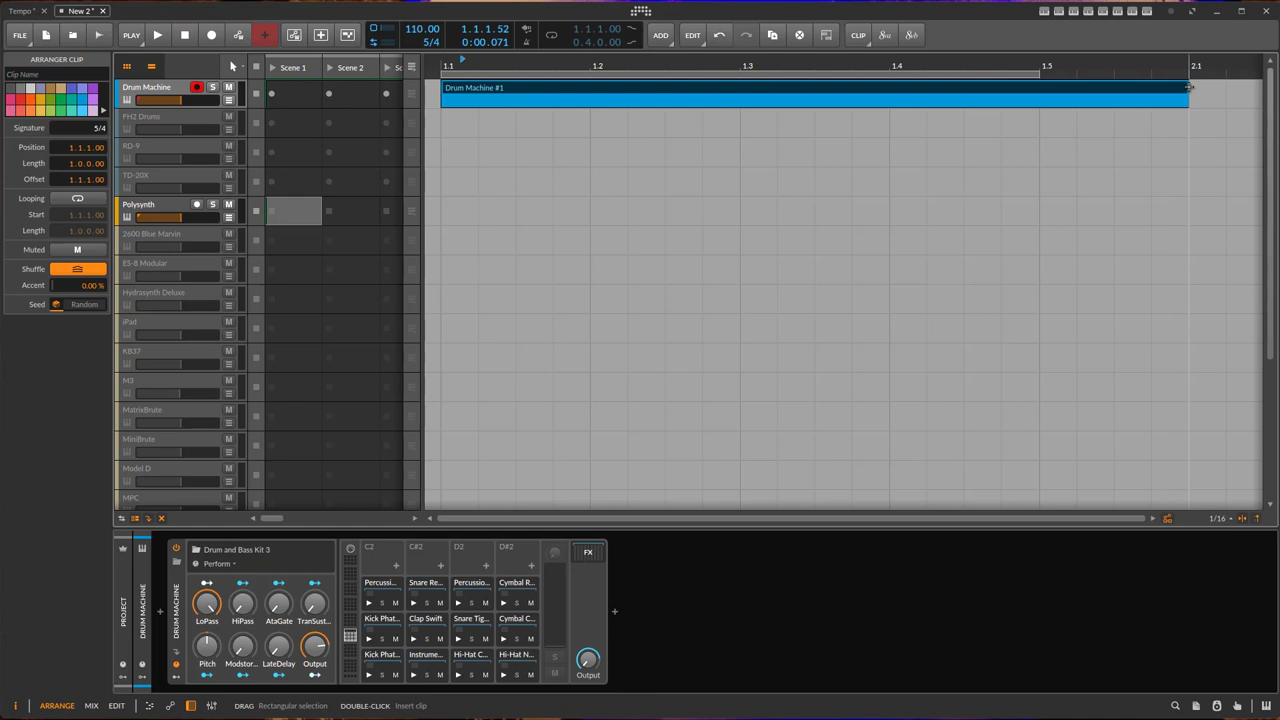 Tempo * New 2 *
FILE PLAY 110.00 1.1.1.52 1.1.1.00 ADD EDIT CLIP
5/4 0:00.071 0.4.0.00
ARRANGER CLIP
Clip Name
Signature 5/4
Position 1.1.1.00
Length 1.0.0.00
Offset 1.1.1.00
Looping
Start 1.1.1.00
Length 1.0.0.00
Muted M
Shuffle
Accent 0.00 %
Seed Random
Scene 1 Scene 2 Sc
1.1 1.2 1.3 1.4 1.5 2.1
Drum Machine S M
Drum Machine #1
FH2 Drums M
RD-9 M
TD-20X M
Polysynth S M
2600 Blue Marvin M
ES-8 Modular M
Hydrasynth Deluxe M
iPad M
KB37 M
M3 M
MatrixBrute M
MiniBrute M
Model D M
MPC M
1/16
PROJECT
DRUM MACHINE
DRUM MACHINE
Drum and Bass Kit 3
Perform
LoPass HiPass AtaGate TranSust...
Pitch Modstor... LateDelay Output
C2 C#2 D2 D#2
Percussi... Snare Re... Percussio... Cymbal R...
S M S M S M S M
Kick Phat... Clap Swift Snare Tig... Cymbal C...
S M S M S M S M
Kick Phat... Instrume... Hi-Hat C... Hi-Hat N...
S M S M S M S M
S
M
FX
Output
i ARRANGE MIX EDIT DRAG Rectangular selection DOUBLE-CLICK Insert clip